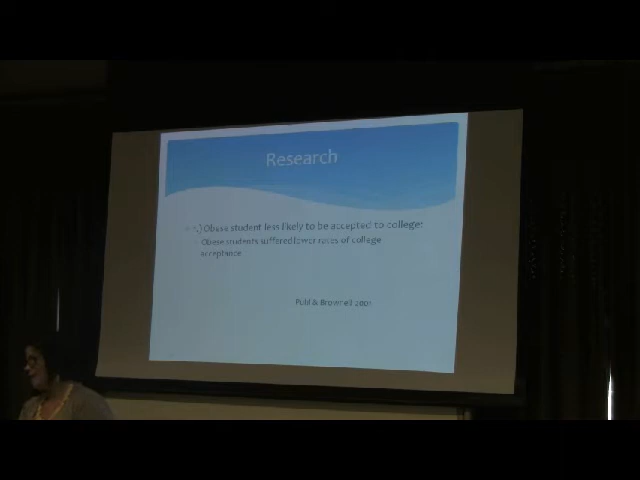 Research
Obese student less likely to be accepted to college:
Obese students suffered lower rates of college
acceptance
Puhl & Brownell 2001